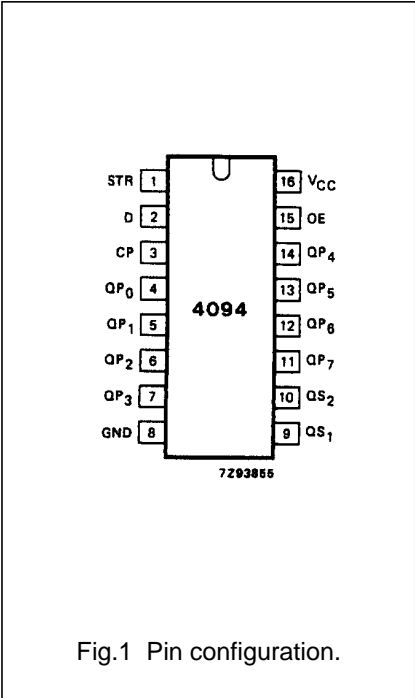 STR 1 16 VCC
D 2 15 OE
CP 3 14 QP4
QP0 4 13 QP5
4094
QP1 5 12 QP6
QP2 6 11 QP7
QP3 7 10 QS2
GND 8 9 QS1
7Z93855
Fig.1 Pin configuration.